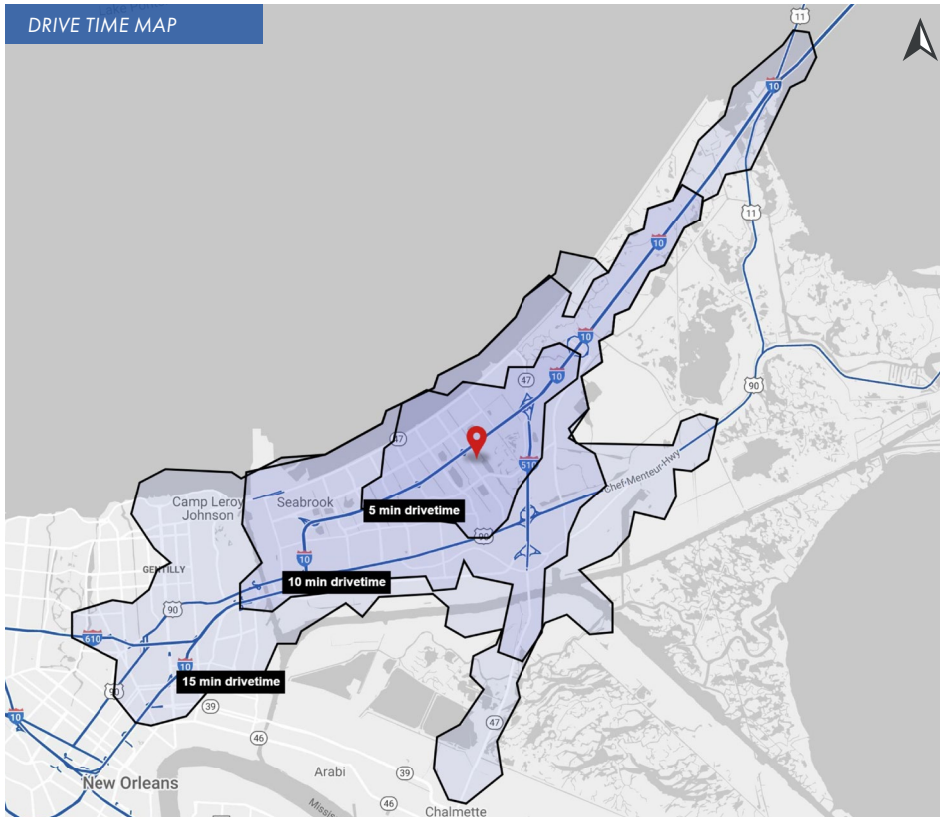 DRIVE TIME MAP
11
10
11
10
90
10
10
47
47
510
Chef-Menteur-Hwy
Camp Leroy
Johnson
Seabrook
5 min drivetime
90
10
GENTILLY
10 min drivetime
90
610
10
15 min drivetime
90
39
10
46
47
New Orleans
Arabi
39
46
Chalmette